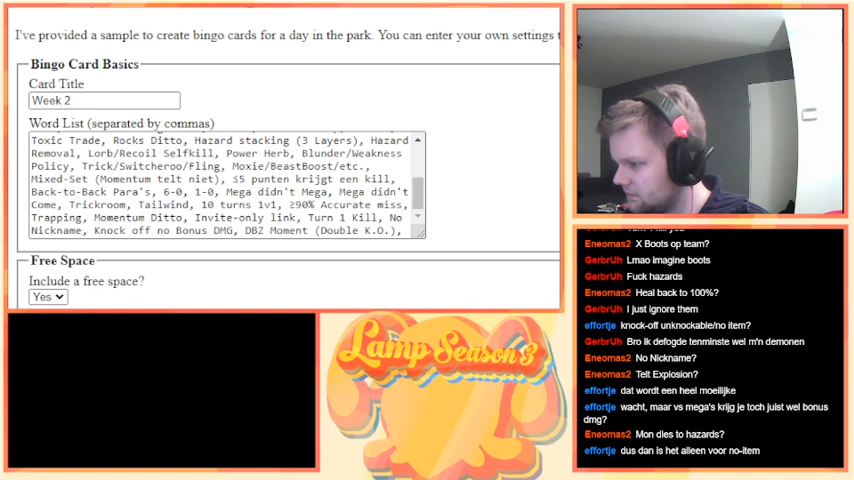 I've provided a sample to create bingo cards for a day in the park. You can enter your own settings t
Bingo Card Basics
Card Title
Week 2
Word List (separated by commas)
Toxic Trade, Rocks Ditto, Hazard stacking (3 Layers), Hazard
Removal, Lorb/Recoil Selfkill, Power Herb, Blunder/Weakness
Policy, Trick/Switcheroo/Fling, Moxie/BeastBoost/etc.,
Mixed-Set (Momentum telt niet), ≤5 punten krijgt een kill,
Back-to-Back Para's, 6-0, 1-0, Mega didn't Mega, Mega didn't
Come, Trickroom, Tailwind, 10 turns 1v1, ≥90% Accurate miss,
Trapping, Momentum Ditto, Invite-only link, Turn 1 Kill, No
Nickname, Knock off no Bonus DMG, DBZ Moment (Double K.O.),
Free Space
Include a free space?
Yes
Lamp Season 3
Eneomas2 X Boots op team?
GerbrUh Lmao imagine boots
GerbrUh Fuck hazards
Eneomas2 Heal back to 100%?
GerbrUh I just ignore them
effortje knock-off unknockable/no item?
GerbrUh Bro ik defogde tenminste wel m'n demonen
Eneomas2 No Nickname?
Eneomas2 Telt Explosion?
effortje dat wordt een heel moeilijke
effortje wacht, maar vs mega's krijg je toch juist wel bonus
dmg?
Eneomas2 Mon dies to hazards?
effortje dus dan is het alleen voor no-item